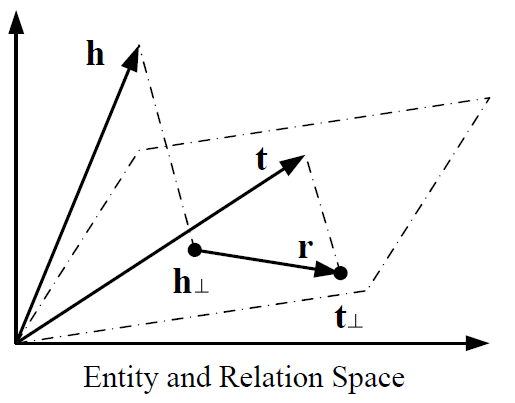 h
t
r
h⊥
t⊥
Entity and Relation Space